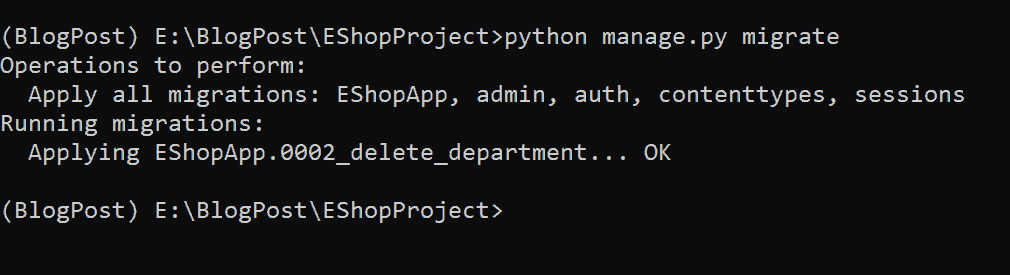 (BlogPost) E:\BlogPost\EShopProject>python manage.py migrate
Operations to perform:
  Apply all migrations: EShopApp, admin, auth, contenttypes, sessions
Running migrations:
  Applying EShopApp.0002_delete_department... OK
(BlogPost) E:\BlogPost\EShopProject>